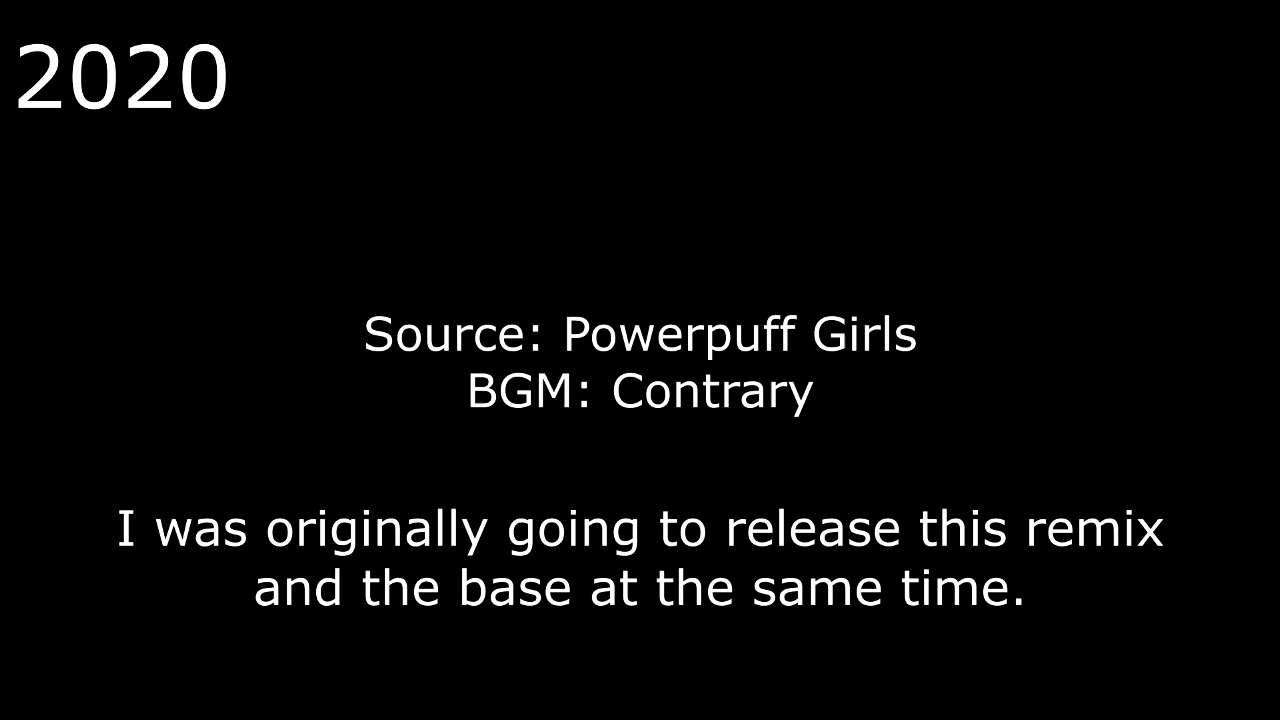 2020
Source: Powerpuff Girls
BGM: Contrary
I was originally going to release this remix
and the base at the same time.